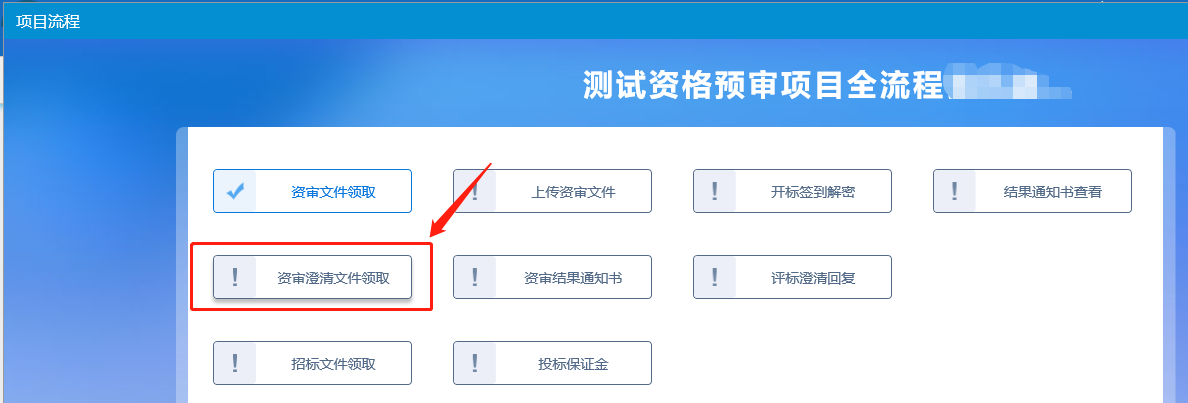 项目流程
测试资格预审项目全流程
资审文件领取
上传资审文件
开标签到解密
结果通知书查看
资审澄清文件领取
资审结果通知书
评标澄清回复
招标文件领取
投标保证金